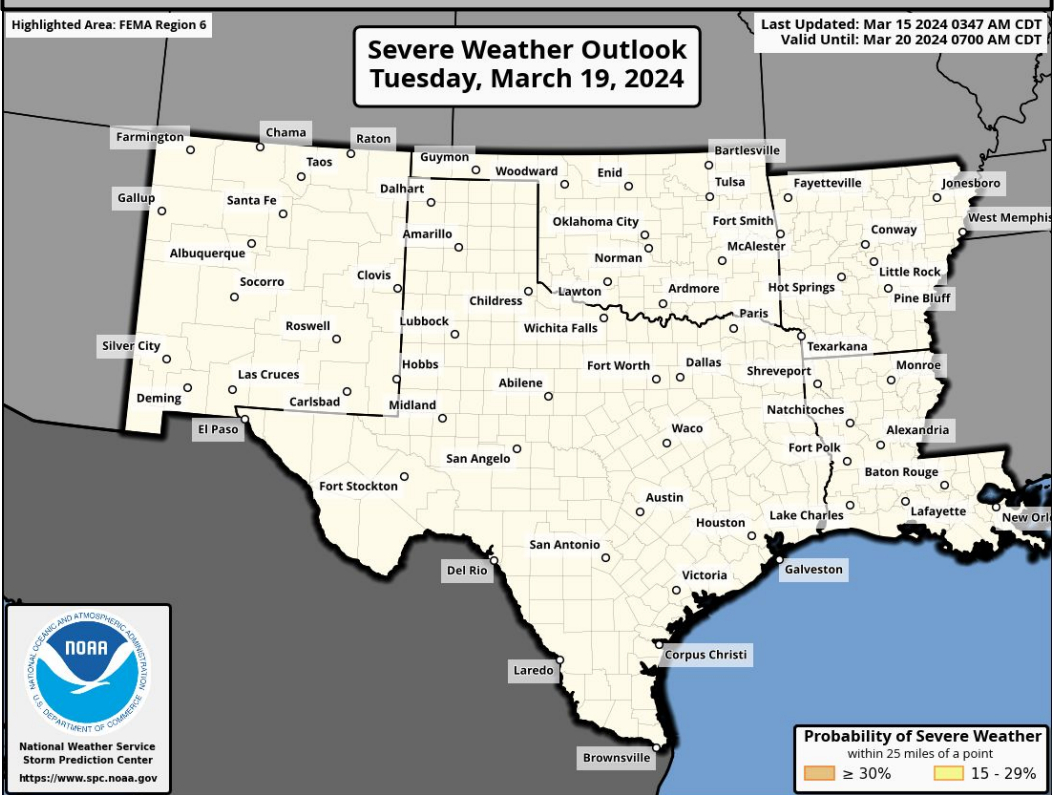 Highlighted Area: FEMA Region 6
Last Updated: Mar 15 2024 0347 AM CDT
Valid Until: Mar 20 2024 0700 AM CDT
Severe Weather Outlook
Tuesday, March 19, 2024
Farmington
Chama
Raton
Taos
Guymon
Woodward
Enid
Bartlesville
Tulsa
Fayetteville
Jonesboro
Gallup
Santa Fe
Dalhart
Oklahoma City
Fort Smith
West Memphis
Albuquerque
Amarillo
Norman
McAlester
Conway
Socorro
Clovis
Childress
Lawton
Ardmore
Hot Springs
Little Rock
Pine Bluff
Roswell
Lubbock
Wichita Falls
Paris
Texarkana
Silver City
Hobbs
Fort Worth
Dallas
Shreveport
Monroe
Deming
Las Cruces
Carlsbad
Midland
Abilene
Natchitoches
El Paso
Waco
Alexandria
San Angelo
Fort Polk
Fort Stockton
Baton Rouge
Austin
Lake Charles
Lafayette
New Orl
Houston
San Antonio
Del Rio
Victoria
Galveston
Laredo
Corpus Christi
Brownsville
NATIONAL OCEANIC AND ATMOSPHERIC ADMINISTRATION
NOAA
U.S. DEPARTMENT OF COMMERCE
National Weather Service
Storm Prediction Center
https://www.spc.noaa.gov
Probability of Severe Weather
within 25 miles of a point
≥ 30%
15 - 29%